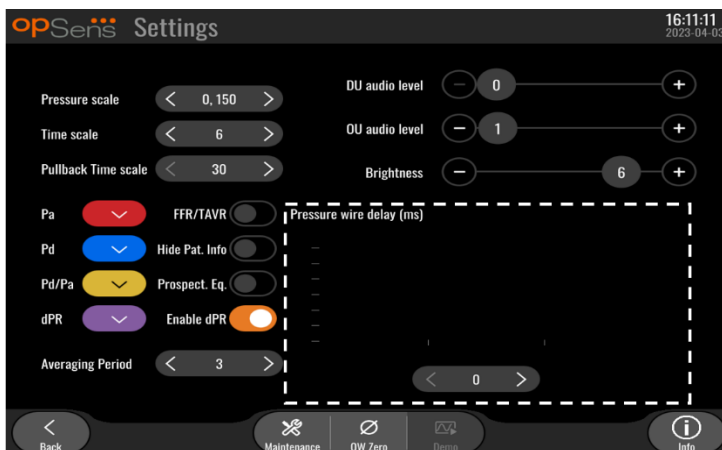 opSens Settings
16:11:11
2023-04-03
Pressure scale
0, 150
Time scale
6
Pullback Time scale
30
DU audio level
0
OU audio level
1
Brightness
6
Pa
FFR/TAVR
Pd
Hide Pat. Info
Pd/Pa
Prospect. Eq.
dPR
Enable dPR
Averaging Period
3
Pressure wire delay (ms)
0
Back
Maintenance
OW Zero
Demo
Info